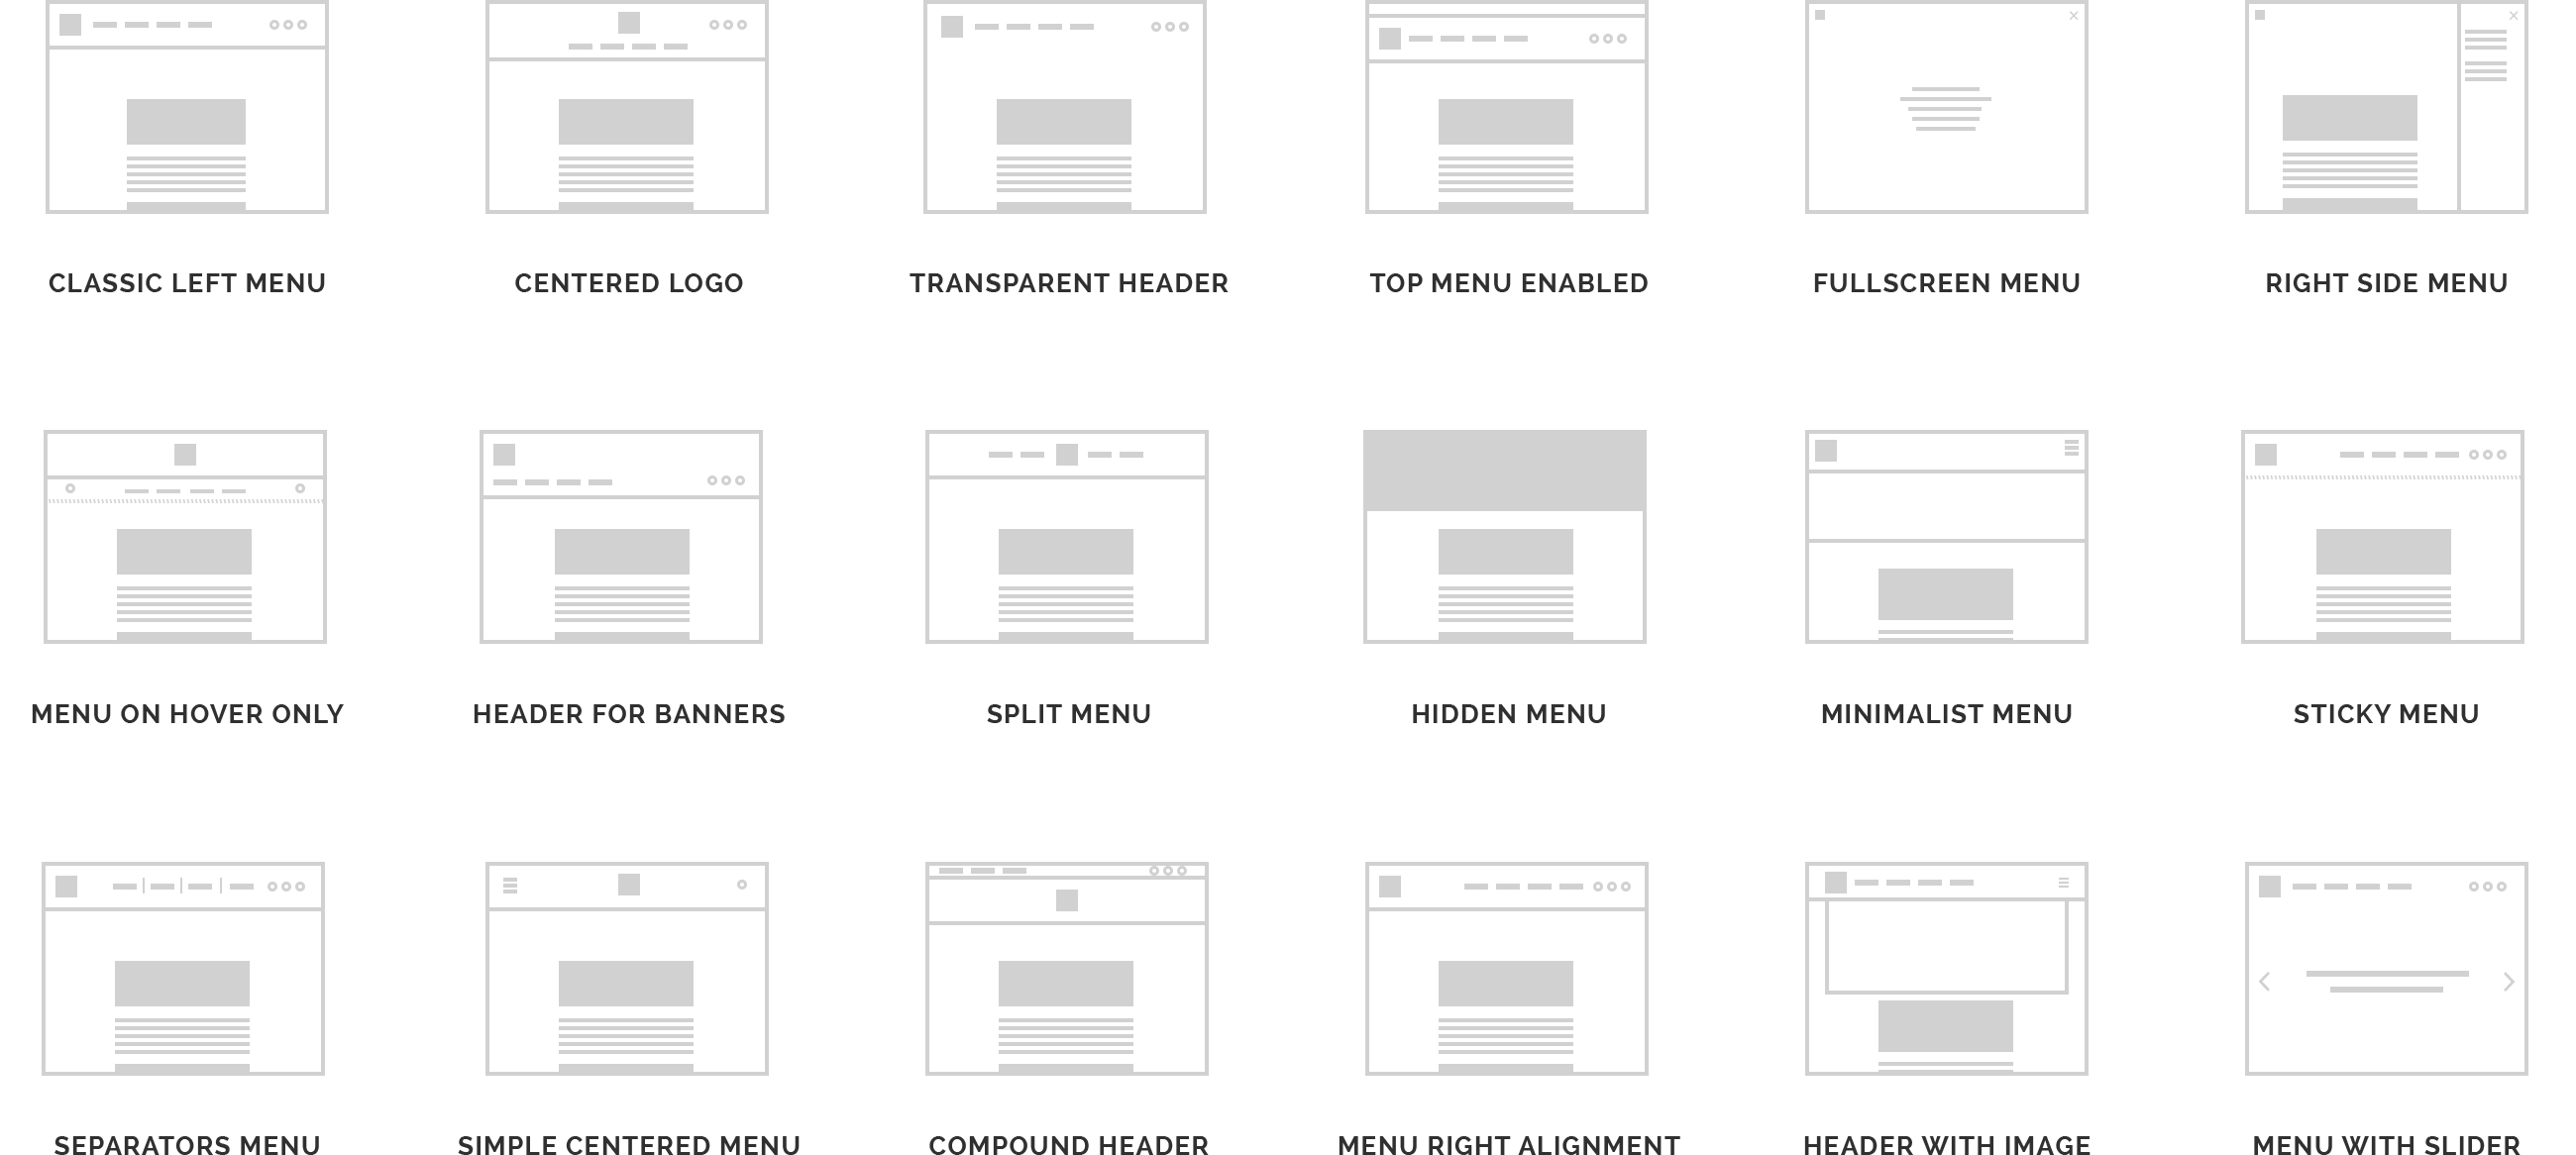 CLASSIC LEFT MENU
CENTERED LOGO
TRANSPARENT HEADER
TOP MENU ENABLED
FULLSCREEN MENU
RIGHT SIDE MENU
MENU ON HOVER ONLY
HEADER FOR BANNERS
SPLIT MENU
HIDDEN MENU
MINIMALIST MENU
STICKY MENU
SEPARATORS MENU
SIMPLE CENTERED MENU
COMPOUND HEADER
MENU RIGHT ALIGNMENT
HEADER WITH IMAGE
MENU WITH SLIDER